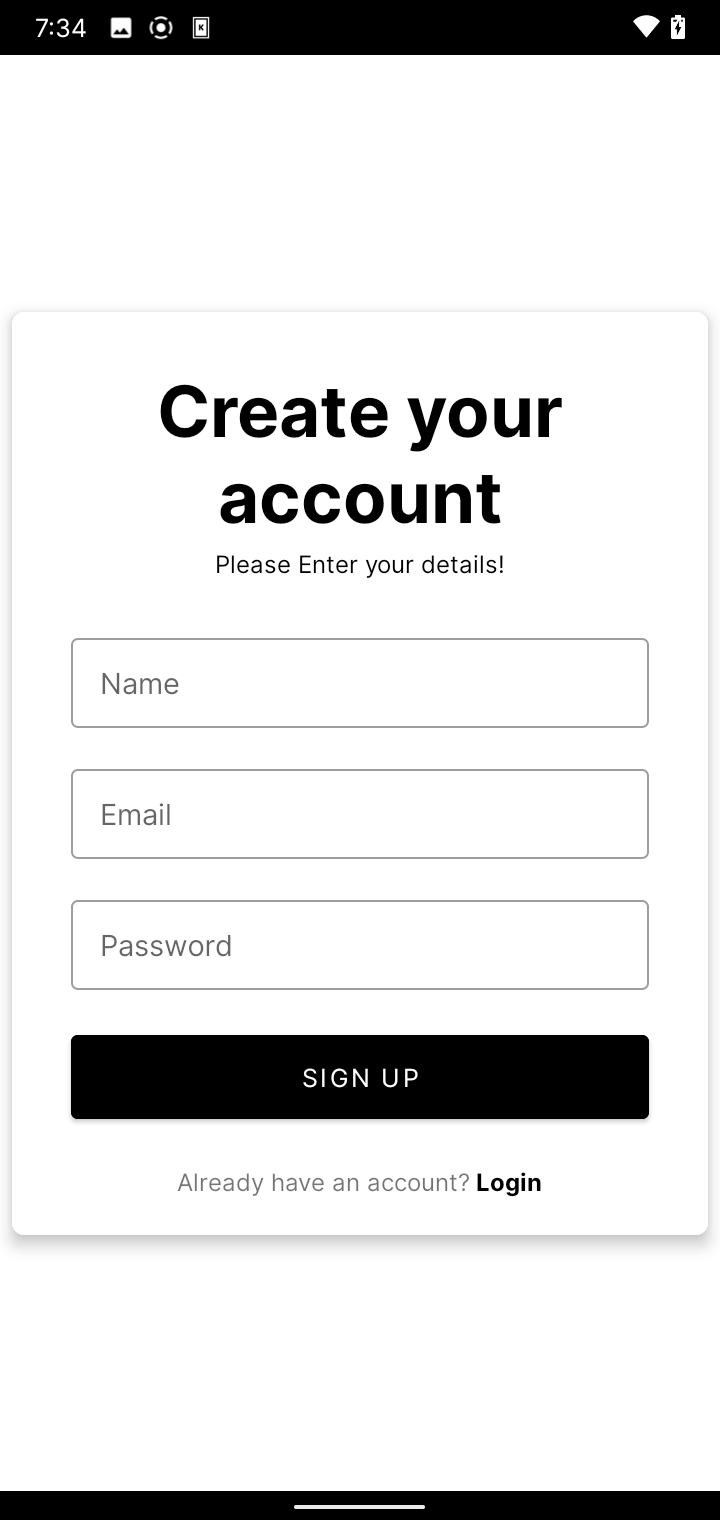 7:34
Create your
account
Please Enter your details!
Name
Email
Password
SIGN UP
Already have an account? Login